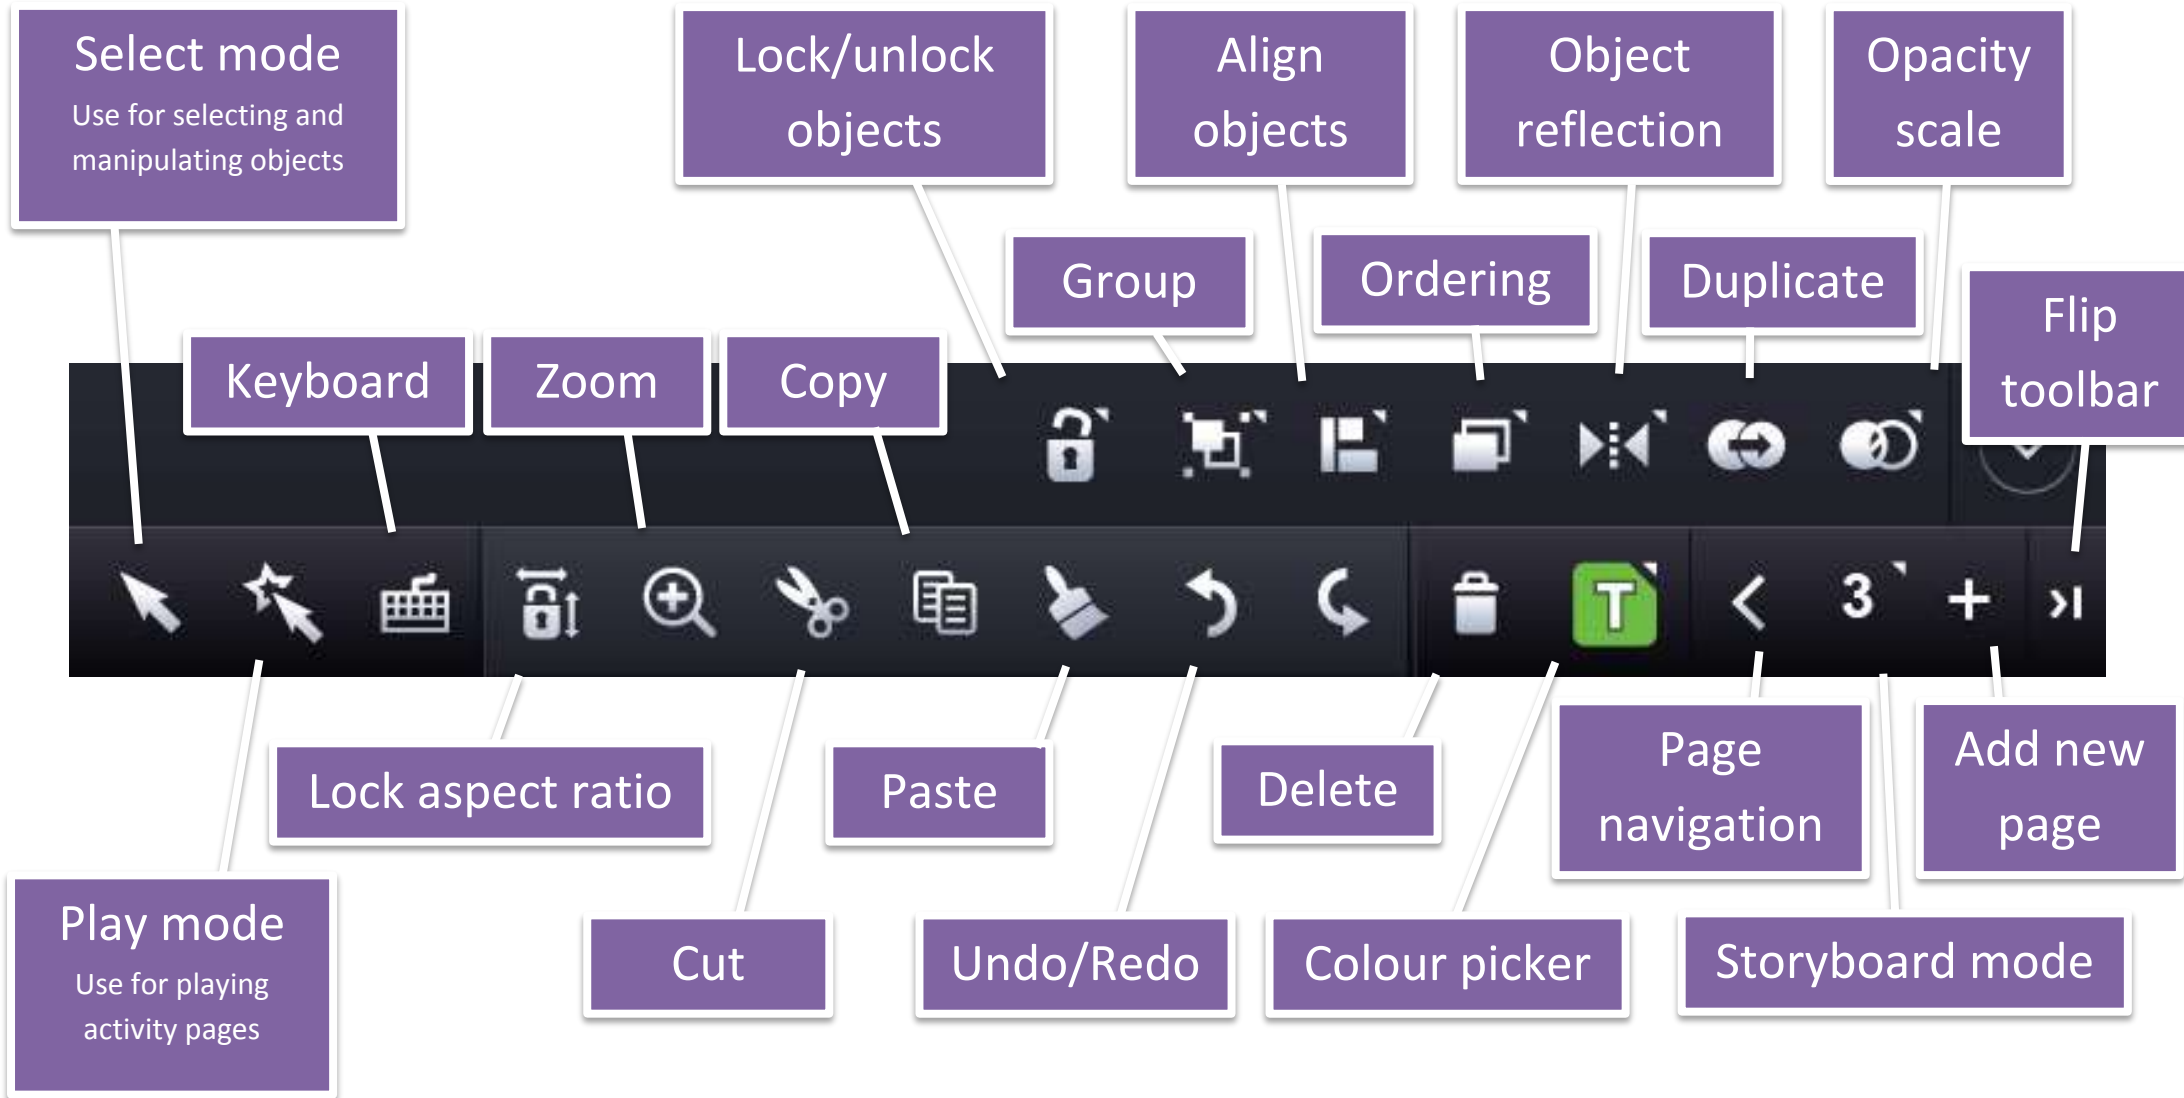 Select mode
Use for selecting and
manipulating objects
Lock/unlock
objects
Align
objects
Object
reflection
Opacity
scale
Group
Ordering
Duplicate
Flip
toolbar
Keyboard
Zoom
Copy
T
3
Lock aspect ratio
Paste
Delete
Page
navigation
Add new
page
Play mode
Use for playing
activity pages
Cut
Undo/Redo
Colour picker
Storyboard mode